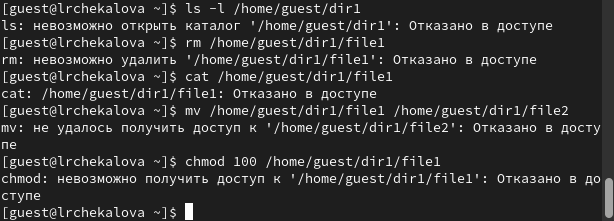 [guest@lrchekalova ~]$ ls -l /home/guest/dir1
ls: невозможно открыть каталог '/home/guest/dir1': Отказано в доступе
[guest@lrchekalova ~]$ rm /home/guest/dir1/file1
rm: невозможно удалить '/home/guest/dir1/file1': Отказано в доступе
[guest@lrchekalova ~]$ cat /home/guest/dir1/file1
cat: /home/guest/dir1/file1: Отказано в доступе
[guest@lrchekalova ~]$ mv /home/guest/dir1/file1 /home/guest/dir1/file2
mv: не удалось получить доступ к '/home/guest/dir1/file2': Отказано в досту
пе
[guest@lrchekalova ~]$ chmod 100 /home/guest/dir1/file1
chmod: невозможно получить доступ к '/home/guest/dir1/file1': Отказано в до
ступе
[guest@lrchekalova ~]$